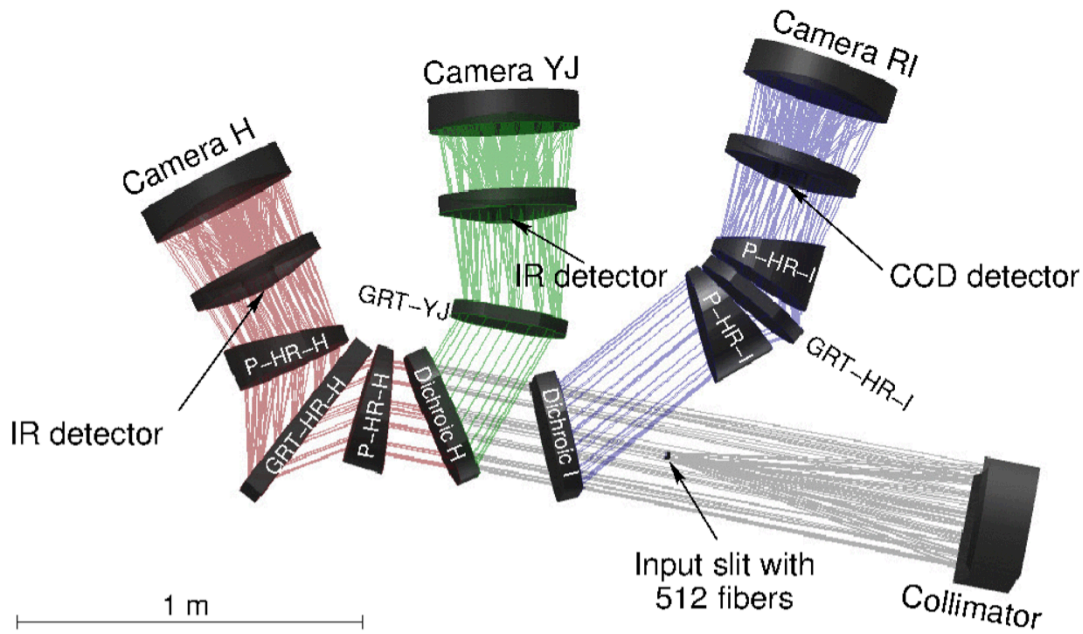 Camera RI
Camera YJ
Camera H
P–HR–I
IR detector
CCD detector
GRT–YJ
P–HR–I
GRT–HR–I
P–HR–H
GRT–HR–H
P–HR–H
Dichroic H
Dichroic I
IR detector
Input slit with
512 fibers
Collimator
1 m